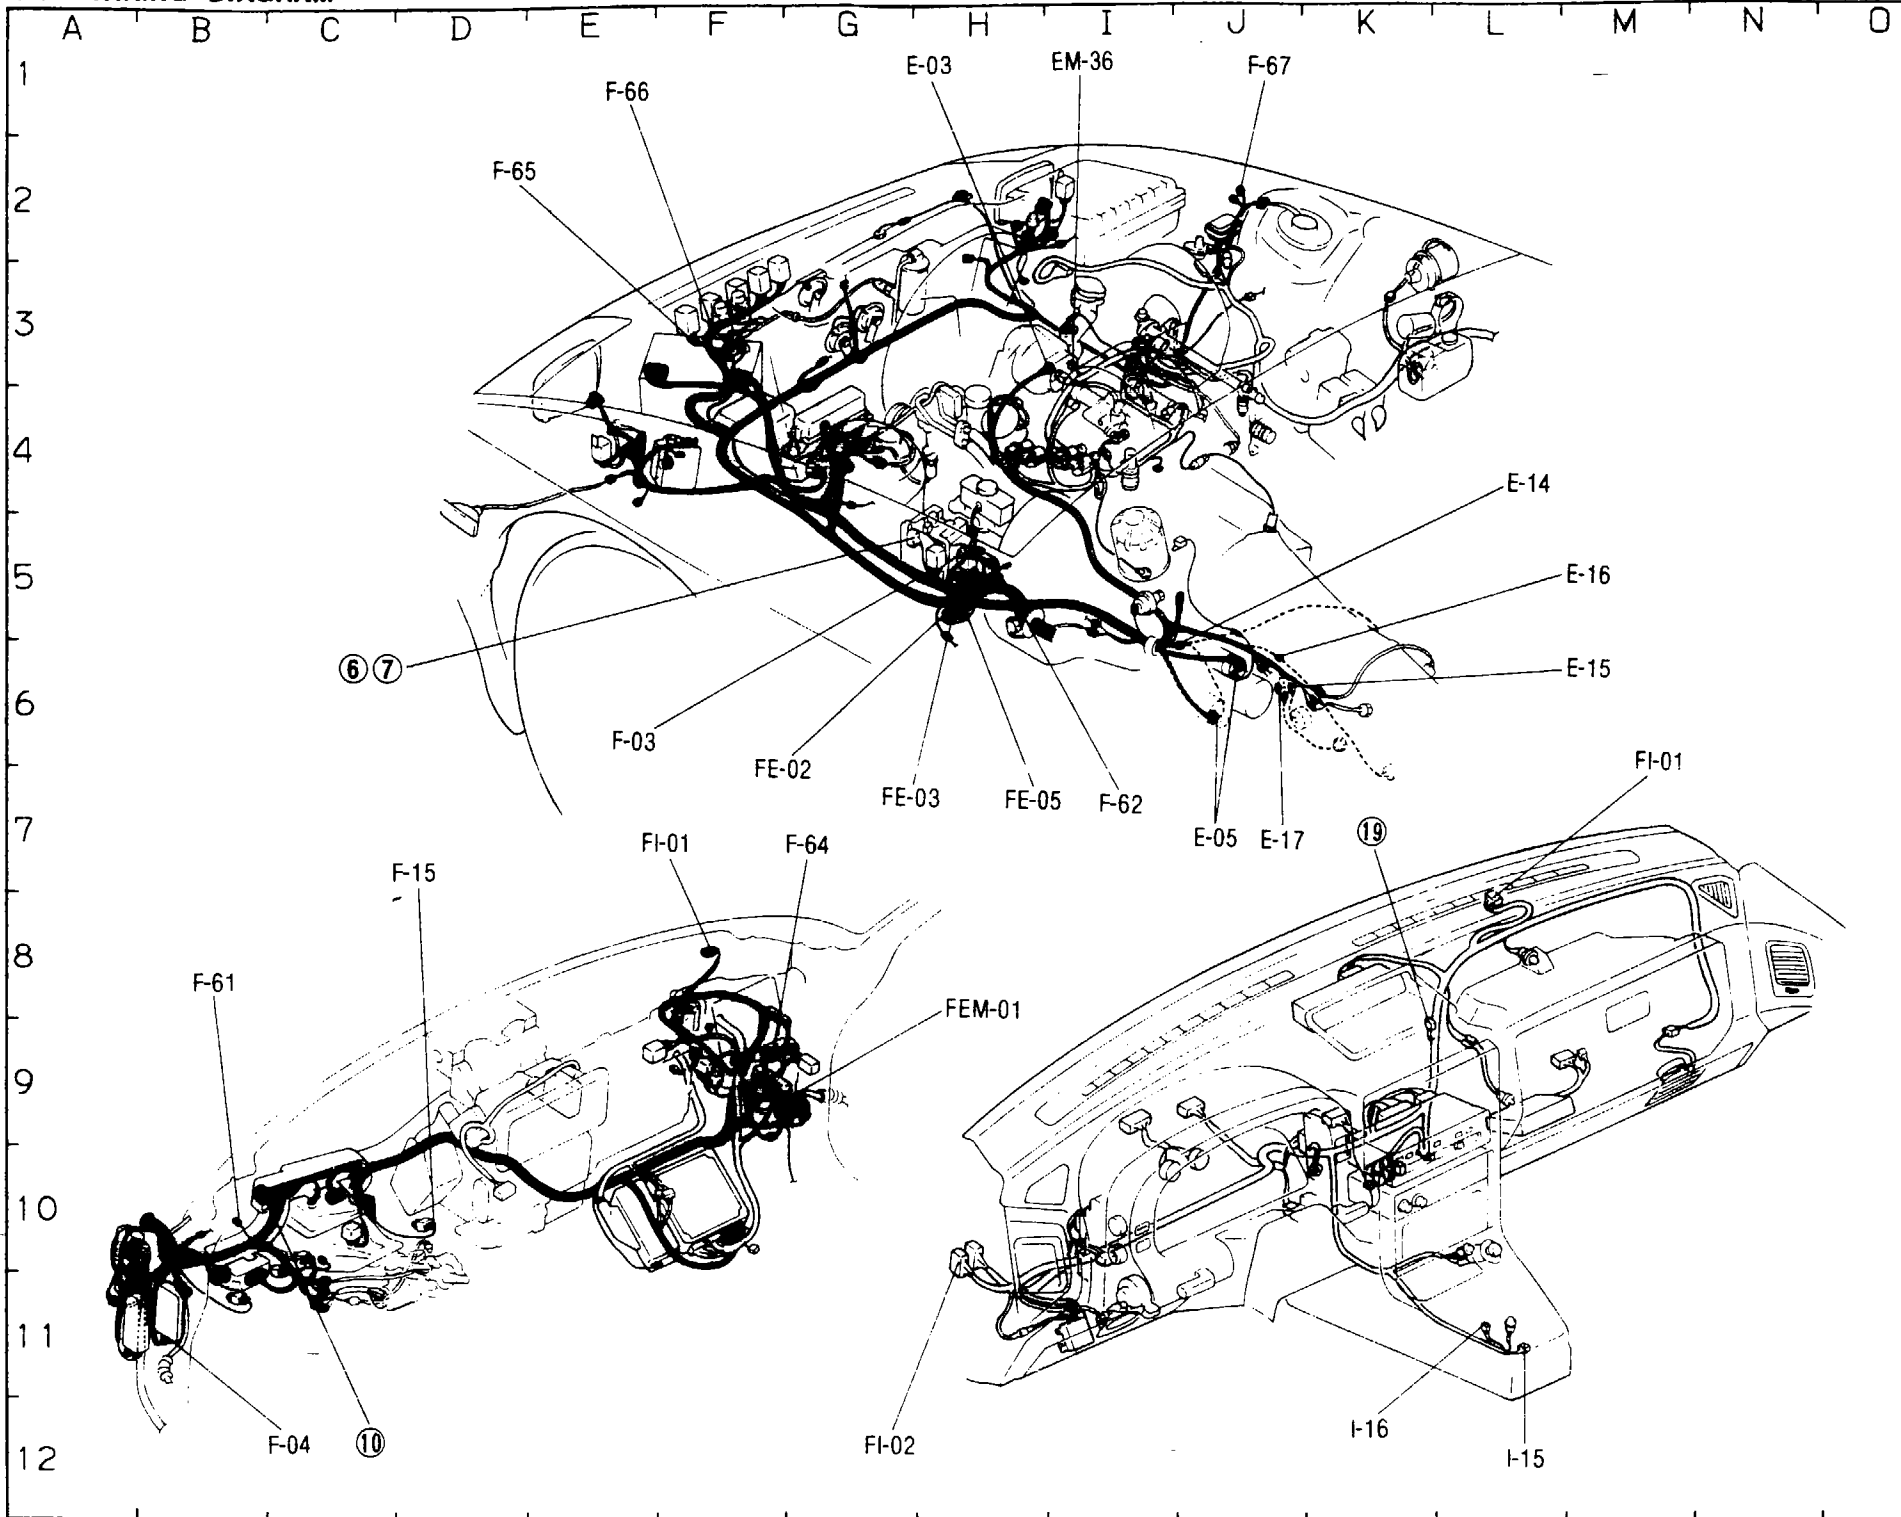 A B C D E F G H I J K L M N O
1
E-03 EM-36 F-67
F-66
F-65
2
3
4
E-14
5
E-16
⑥⑦
E-15
6
F-03
FE-02
FI-01
FE-03 FE-05 F-62
7
E-05 E-17
⑲
FI-01 F-64
F-15
8
F-61
FEM-01
9
10
11
I-16
F-04 ⑩ FI-02
I-15
12